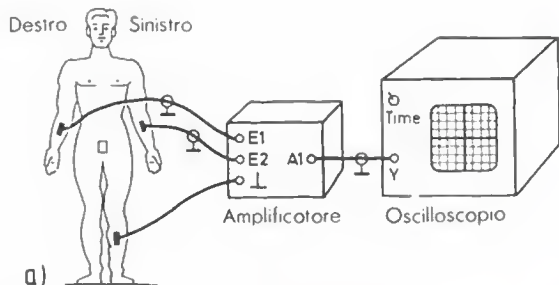 Destro Sinistro
E1
E2
⊥
A1
Time
Y
Amplificatore
Oscilloscopio
a)